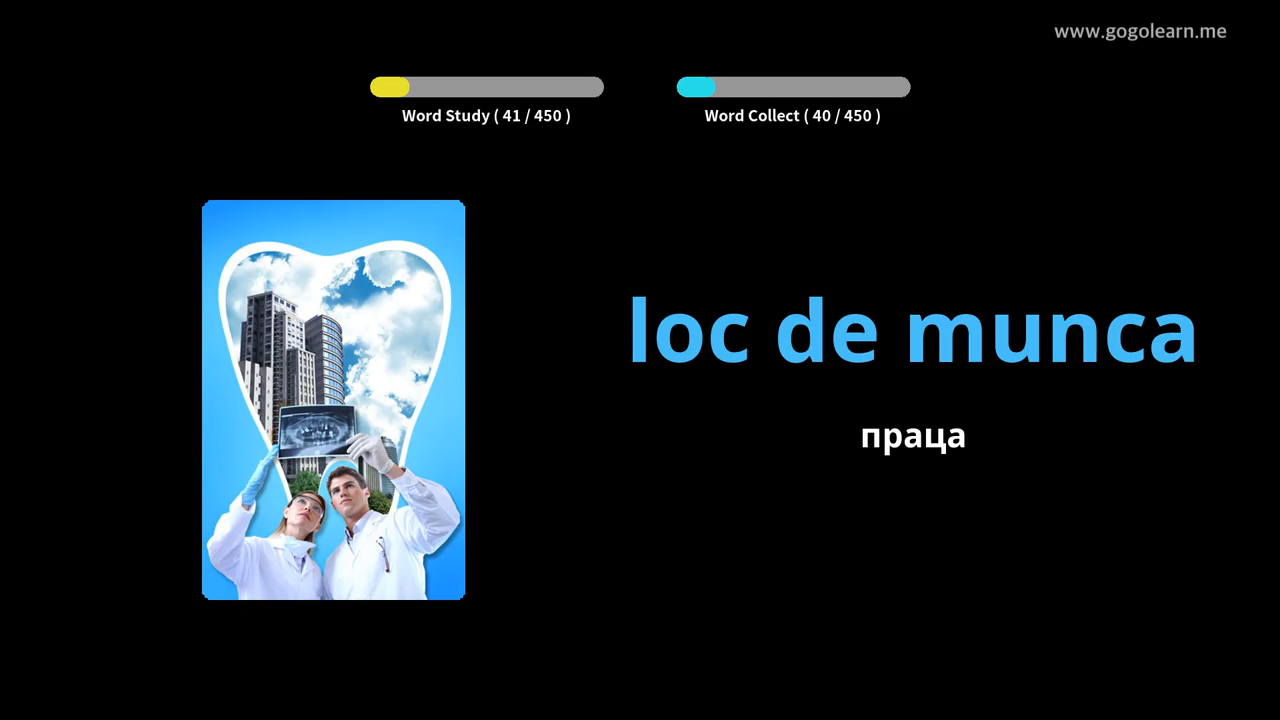 www.gogolearn.me
Word Study ( 41 / 450 )
Word Collect ( 40 / 450 )
loc de munca
праца